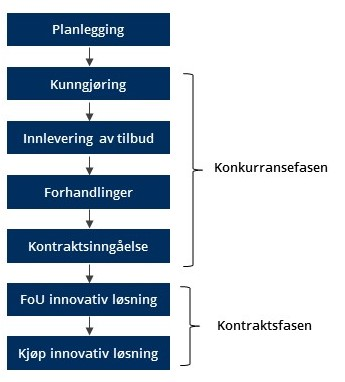 Planlegging
Kunngjøring
Innlevering av tilbud
Forhandlinger
Kontraktsinngåelse
Konkurransefasen
FoU innovativ løsning
Kjøp innovativ løsning
Kontraktsfasen